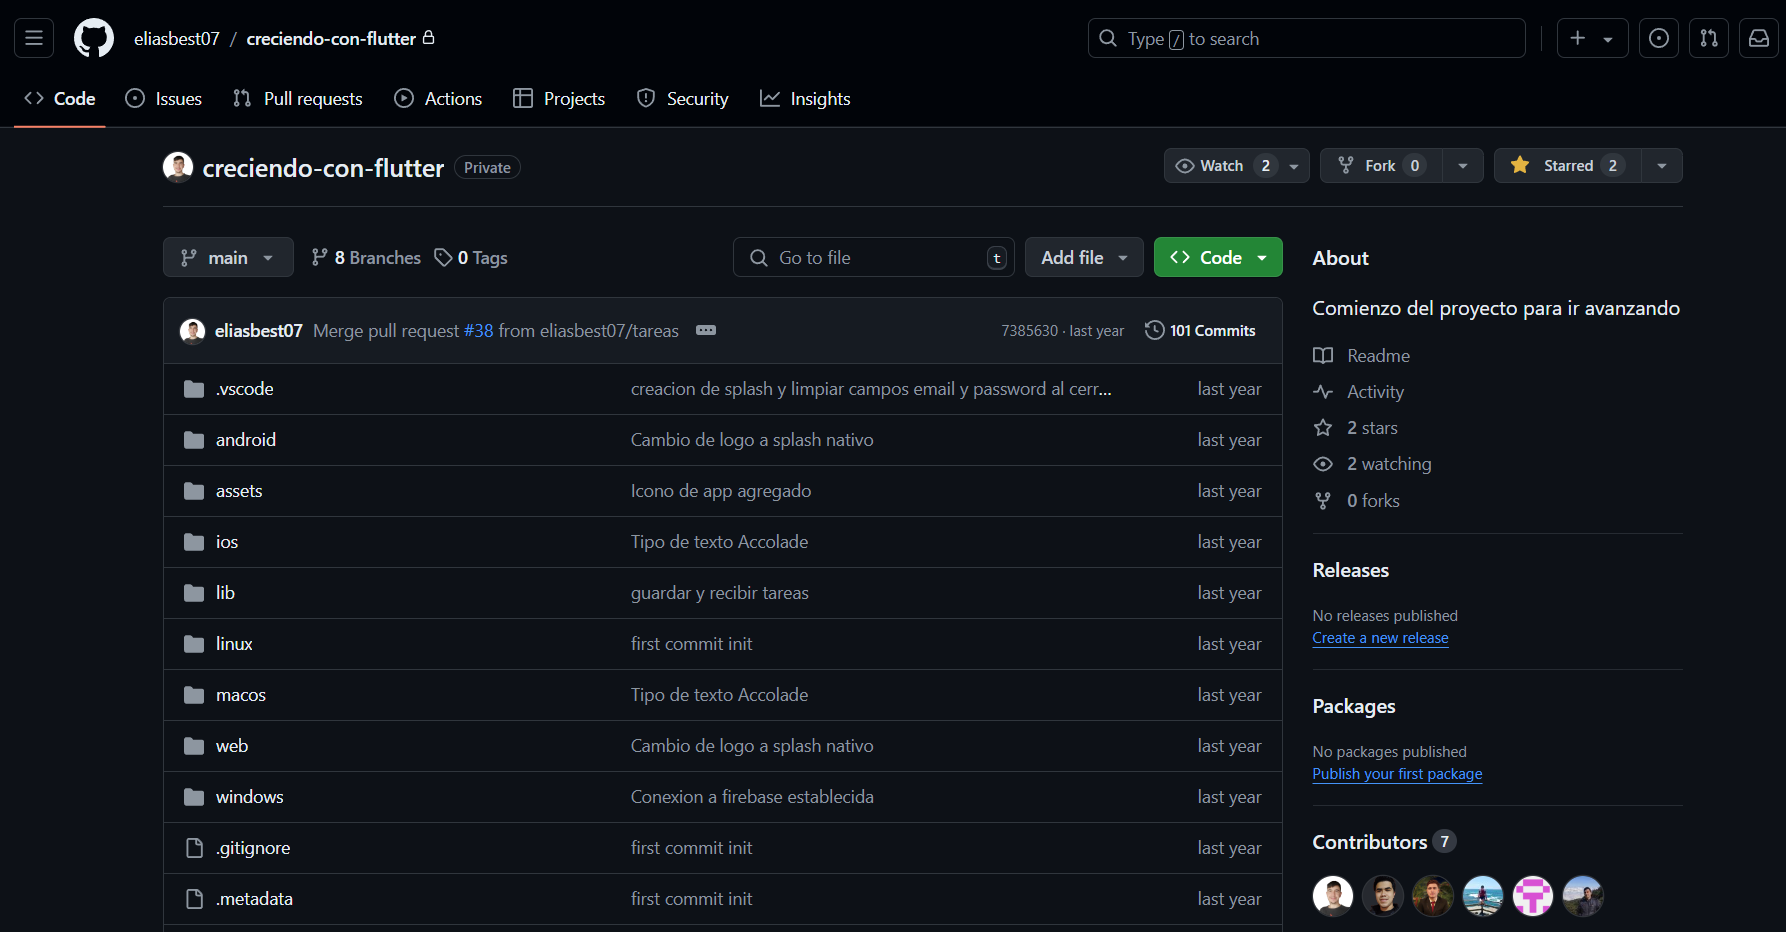 eliasbest07 / creciendo-con-flutter
Type / to search
Code Issues Pull requests Actions Projects Security Insights
creciendo-con-flutter Private
Watch 2 Fork 0 Starred 2
main 8 Branches 0 Tags Go to file t Add file Code
eliasbest07 Merge pull request #38 from eliasbest07/tareas 7385630 · last year 101 Commits
.vscode creacion de splash y limpiar campos email y password al cerr... last year
android Cambio de logo a splash nativo last year
assets Icono de app agregado last year
ios Tipo de texto Accolade last year
lib guardar y recibir tareas last year
linux first commit init last year
macos Tipo de texto Accolade last year
web Cambio de logo a splash nativo last year
windows Conexion a firebase establecida last year
.gitignore first commit init last year
.metadata first commit init last year
About
Comienzo del proyecto para ir avanzando
Readme
Activity
2 stars
2 watching
0 forks
Releases
No releases published
Create a new release
Packages
No packages published
Publish your first package
Contributors 7